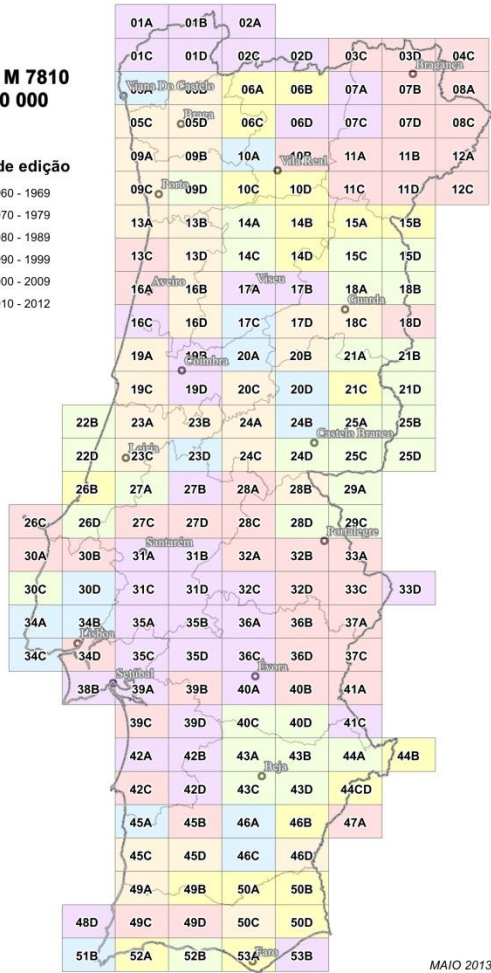 01A 01B 02A
M 7810
01C 01D 02C 02D 03C 03D 04C
Bragança
0 000
05A Viana Do Castelo 06A 06B 07A 07B 08A
05C 05D Braga 06C 06D 07C 07D 08C
de edição
09A 09B 10A 10B 11A 11B 12A
Vila Real
60 - 1969
09C Porto 09D 10C 10D 11C 11D 12C
70 - 1979
80 - 1989
13A 13B 14A 14B 15A 15B
90 - 1999
13C 13D 14C 14D 15C 15D
00 - 2009
16A Aveiro 16B 17A Viseu 17B 18A 18B
10 - 2012
Guarda
16C 16D 17C 17D 18C 18D
19A 19B 20A 20B 21A 21B
Coimbra
19C 19D 20C 20D 21C 21D
22B 23A 23B 24A 24B 25A 25B
Castelo Branco
22D Leiria 23C 23D 24C 24D 25C 25D
26B 27A 27B 28A 28B 29A
26C 26D 27C 27D 28C 28D 29C
Portalegre
30A 30B 31A Santarém 31B 32A 32B 33A
30C 30D 31C 31D 32C 32D 33C 33D
34A 34B 35A 35B 36A 36B 37A
Lisboa
34C 34D 35C 35D 36C 36D 37C
Setúbal Évora
38B 39A 39B 40A 40B 41A
39C 39D 40C 40D 41C
42A 42B 43A 43B 44A 44B
Beja
42C 42D 43C 43D 44CD
45A 45B 46A 46B 47A
45C 45D 46C 46D
49A 49B 50A 50B
48D 49C 49D 50C 50D
51B 52A 52B 53A Faro 53B
MAIO 2013